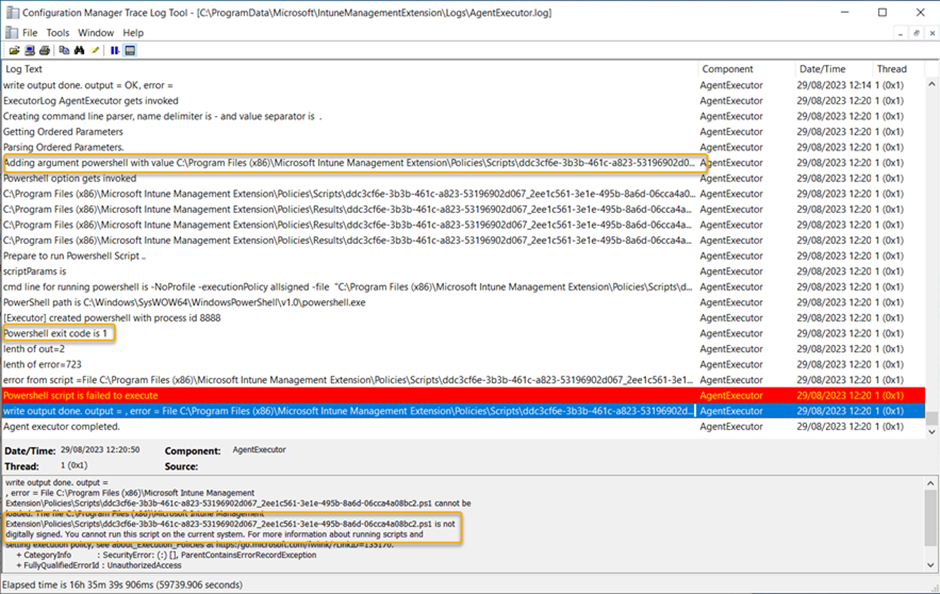 Configuration Manager Trace Log Tool - [C:\ProgramData\Microsoft\IntuneManagementExtension\Logs\AgentExecutor.log]
File Tools Window Help
Log Text Component Date/Time Thread
write output done. output = OK, error = AgentExecutor 29/08/2023 12:14 1 (0x1)
ExecutorLog AgentExecutor gets invoked AgentExecutor 29/08/2023 12:20 1 (0x1)
Creating command line parser, name delimiter is - and value separator is . AgentExecutor 29/08/2023 12:20 1 (0x1)
Getting Ordered Parameters AgentExecutor 29/08/2023 12:20 1 (0x1)
Parsing Ordered Parameters. AgentExecutor 29/08/2023 12:20 1 (0x1)
Adding argument powershell with value C:\Program Files (x86)\Microsoft Intune Management Extension\Policies\Scripts\ddc3cf6e-3b3b-461c-a823-53196902d0... AgentExecutor 29/08/2023 12:20 1 (0x1)
Powershell option gets invoked AgentExecutor 29/08/2023 12:20 1 (0x1)
C:\Program Files (x86)\Microsoft Intune Management Extension\Policies\Scripts\ddc3cf6e-3b3b-461c-a823-53196902d067_2ee1c561-3e1e-495b-8a6d-06cca4a0... AgentExecutor 29/08/2023 12:20 1 (0x1)
C:\Program Files (x86)\Microsoft Intune Management Extension\Policies\Results\ddc3cf6e-3b3b-461c-a823-53196902d067_2ee1c561-3e1e-495b-8a6d-06cca4a... AgentExecutor 29/08/2023 12:20 1 (0x1)
C:\Program Files (x86)\Microsoft Intune Management Extension\Policies\Results\ddc3cf6e-3b3b-461c-a823-53196902d067_2ee1c561-3e1e-495b-8a6d-06cca4a... AgentExecutor 29/08/2023 12:20 1 (0x1)
C:\Program Files (x86)\Microsoft Intune Management Extension\Policies\Results\ddc3cf6e-3b3b-461c-a823-53196902d067_2ee1c561-3e1e-495b-8a6d-06cca4a... AgentExecutor 29/08/2023 12:20 1 (0x1)
Prepare to run Powershell Script .. AgentExecutor 29/08/2023 12:20 1 (0x1)
scriptParams is AgentExecutor 29/08/2023 12:20 1 (0x1)
cmd line for running powershell is -NoProfile -executionPolicy allsigned -file "C:\Program Files (x86)\Microsoft Intune Management Extension\Policies\Scripts\d... AgentExecutor 29/08/2023 12:20 1 (0x1)
PowerShell path is C:\Windows\SysWOW64\WindowsPowerShell\v1.0\powershell.exe AgentExecutor 29/08/2023 12:20 1 (0x1)
[Executor] created powershell with process id 8888 AgentExecutor 29/08/2023 12:20 1 (0x1)
Powershell exit code is 1 AgentExecutor 29/08/2023 12:20 1 (0x1)
lenth of out=2 AgentExecutor 29/08/2023 12:20 1 (0x1)
lenth of error=723 AgentExecutor 29/08/2023 12:20 1 (0x1)
error from script =File C:\Program Files (x86)\Microsoft Intune Management Extension\Policies\Scripts\ddc3cf6e-3b3b-461c-a823-53196902d067_2ee1c561-3e1... AgentExecutor 29/08/2023 12:20 1 (0x1)
Powershell script is failed to execute AgentExecutor 29/08/2023 12:20 1 (0x1)
write output done. output = , error = File C:\Program Files (x86)\Microsoft Intune Management Extension\Policies\Scripts\ddc3cf6e-3b3b-461c-a823-53196902d... AgentExecutor 29/08/2023 12:20 1 (0x1)
Agent executor completed. AgentExecutor 29/08/2023 12:20 1 (0x1)
Date/Time: 29/08/2023 12:20:50 Component: AgentExecutor
Thread: 1 (0x1) Source:
write output done. output =
, error = File C:\Program Files (x86)\Microsoft Intune Management
Extension\Policies\Scripts\ddc3cf6e-3b3b-461c-a823-53196902d067_2ee1c561-3e1e-495b-8a6d-06cca4a08bc2.ps1 cannot be
loaded. The file C:\Program Files (x86)\Microsoft Intune Management
Extension\Policies\Scripts\ddc3cf6e-3b3b-461c-a823-53196902d067_2ee1c561-3e1e-495b-8a6d-06cca4a08bc2.ps1 is not
digitally signed. You cannot run this script on the current system. For more information about running scripts and
setting execution policy, see about_Execution_Policies at
+ CategoryInfo : SecurityError: (:) [], ParentContainsErrorRecordException
+ FullyQualifiedErrorId : UnauthorizedAccess
Elapsed time is 16h 35m 39s 906ms (59739.906 seconds)